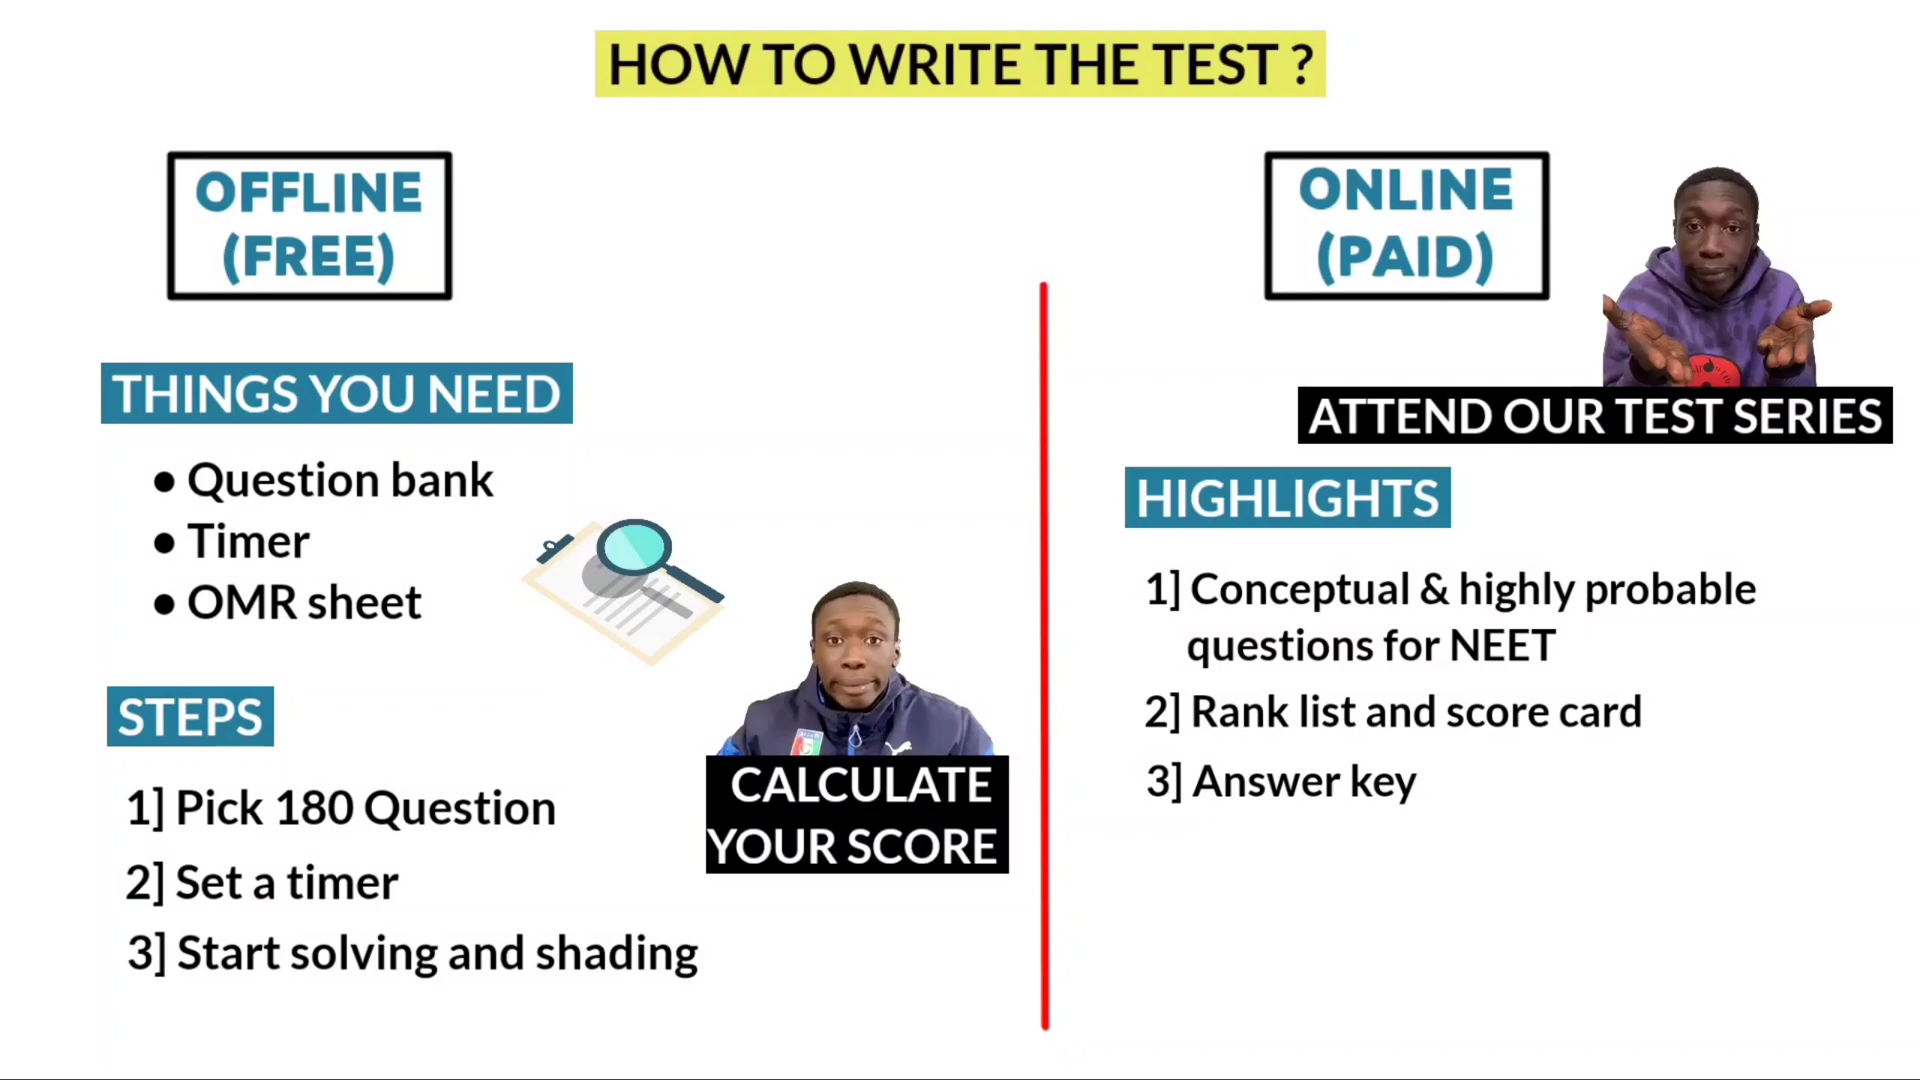 HOW TO WRITE THE TEST ?
OFFLINE
(FREE)
THINGS YOU NEED
● Question bank
● Timer
● OMR sheet
STEPS
1] Pick 180 Question
2] Set a timer
3] Start solving and shading
CALCULATE
YOUR SCORE
ONLINE
(PAID)
ATTEND OUR TEST SERIES
HIGHLIGHTS
1] Conceptual & highly probable
questions for NEET
2] Rank list and score card
3] Answer key